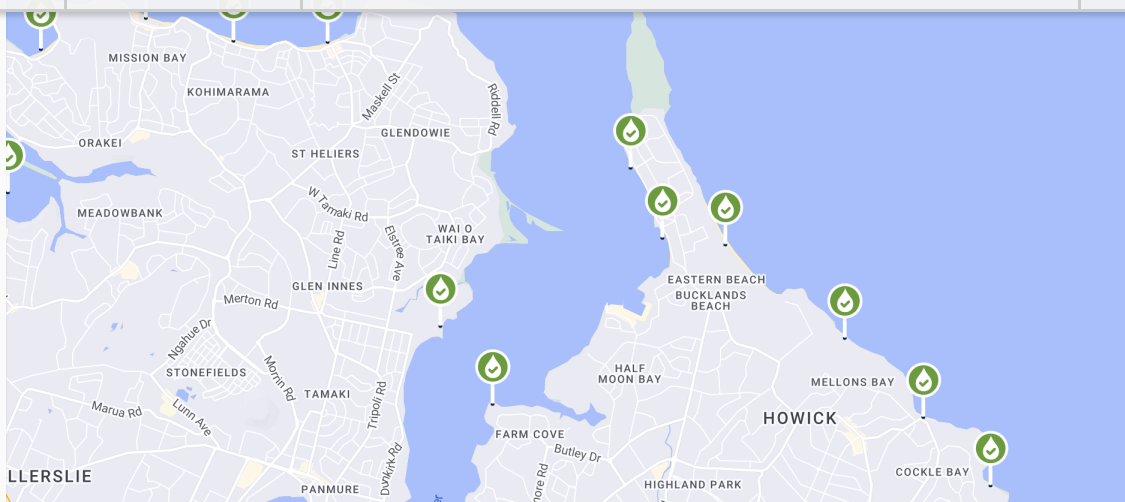 MISSION BAY
KOHIMARAMA
Maskell St
Riddell Rd
GLENDOWIE
ORAKEI
ST HELIERS
W Tamaki Rd
MEADOWBANK
WAI O
TAIKI BAY
Line Rd
Elstree Ave
EASTERN BEACH
GLEN INNES
BUCKLANDS
BEACH
Merton Rd
Ngahue Dr
STONEFIELDS
Morrin Rd
HALF
MOON BAY
MELLONS BAY
TAMAKI
Tripoli Rd
Marua Rd
Lunn Ave
HOWICK
FARM COVE
Butley Dr
Dunkirk Rd
LLERSLIE
COCKLE BAY
HIGHLAND PARK
PANMURE
nore Rd
er